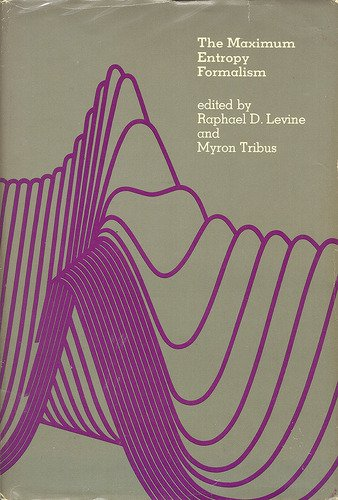 The Maximum
Entropy
Formalism
edited by
Raphael D. Levine
and
Myron Tribus